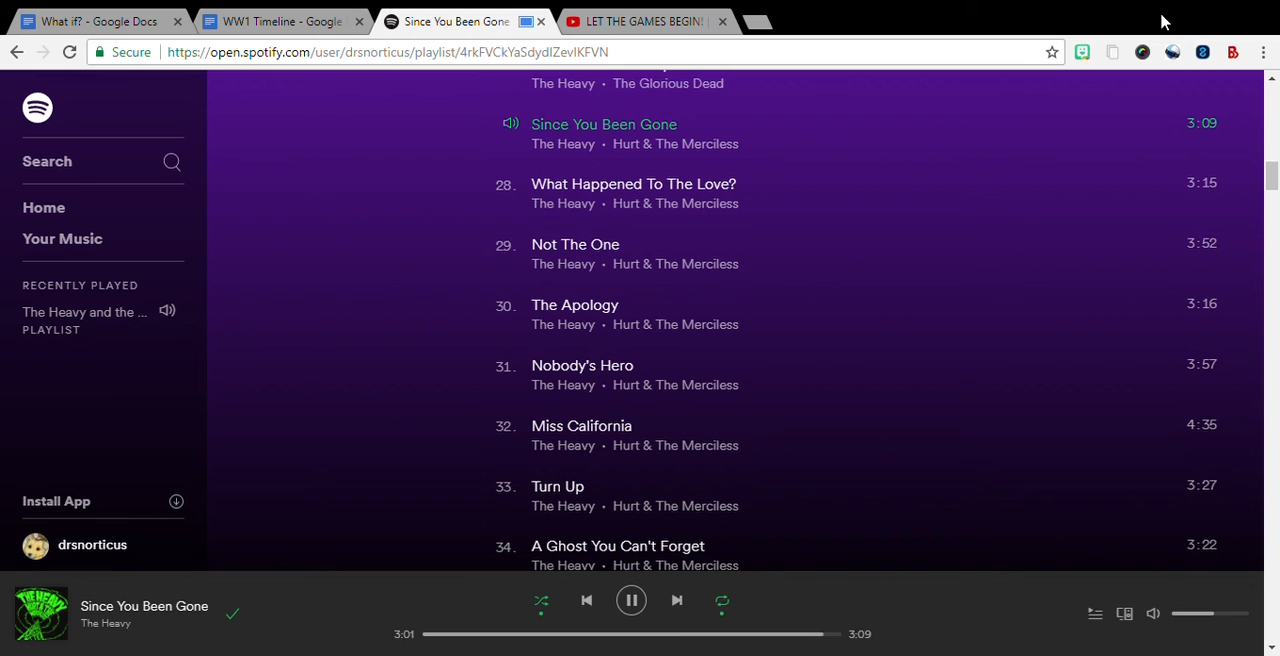 What if? - Google Docs
WW1 Timeline - Google
Since You Been Gone
LET THE GAMES BEGIN!
Secure
https://open.spotify.com/user/drsnorticus/playlist/4rkFVCkYaSdydIZevIKFVN
Search
Home
Your Music
RECENTLY PLAYED
The Heavy and the ...
PLAYLIST
Install App
drsnorticus
The Heavy • The Glorious Dead
Since You Been Gone 3:09
The Heavy • Hurt & The Merciless
28. What Happened To The Love? 3:15
The Heavy • Hurt & The Merciless
29. Not The One 3:52
The Heavy • Hurt & The Merciless
30. The Apology 3:16
The Heavy • Hurt & The Merciless
31. Nobody's Hero 3:57
The Heavy • Hurt & The Merciless
32. Miss California 4:35
The Heavy • Hurt & The Merciless
33. Turn Up 3:27
The Heavy • Hurt & The Merciless
34. A Ghost You Can't Forget 3:22
The Heavy • Hurt & The Merciless
Since You Been Gone
The Heavy
3:01 3:09